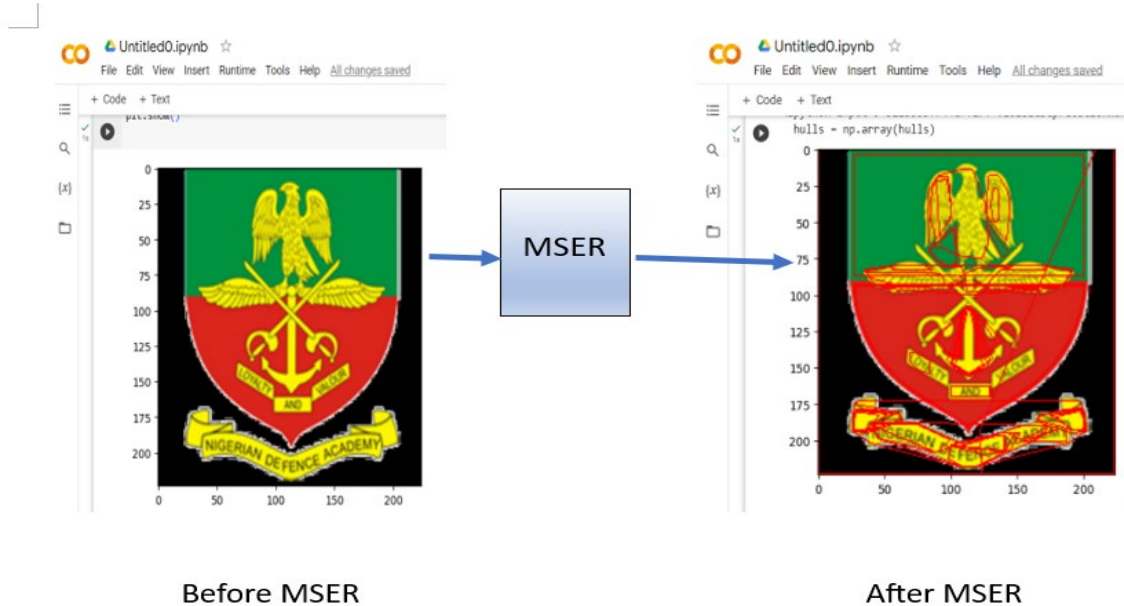 Untitled0.ipynb
File Edit View Insert Runtime Tools Help All changes saved
+ Code + Text
plt.show()
1s
{x}
0
25
50
75
100
125
150
175
200
0 50 100 150 200
LOYALTY AND VALOUR
NIGERIAN DEFENCE ACADEMY
Before MSER
MSER
Untitled0.ipynb
File Edit View Insert Runtime Tools Help All changes saved
+ Code + Text
hulls = np.array(hulls)
1s
{x}
0
25
50
75
100
125
150
175
200
0 50 100 150 200
LOYALTY AND VALOUR
NIGERIAN DEFENCE ACADEMY
After MSER